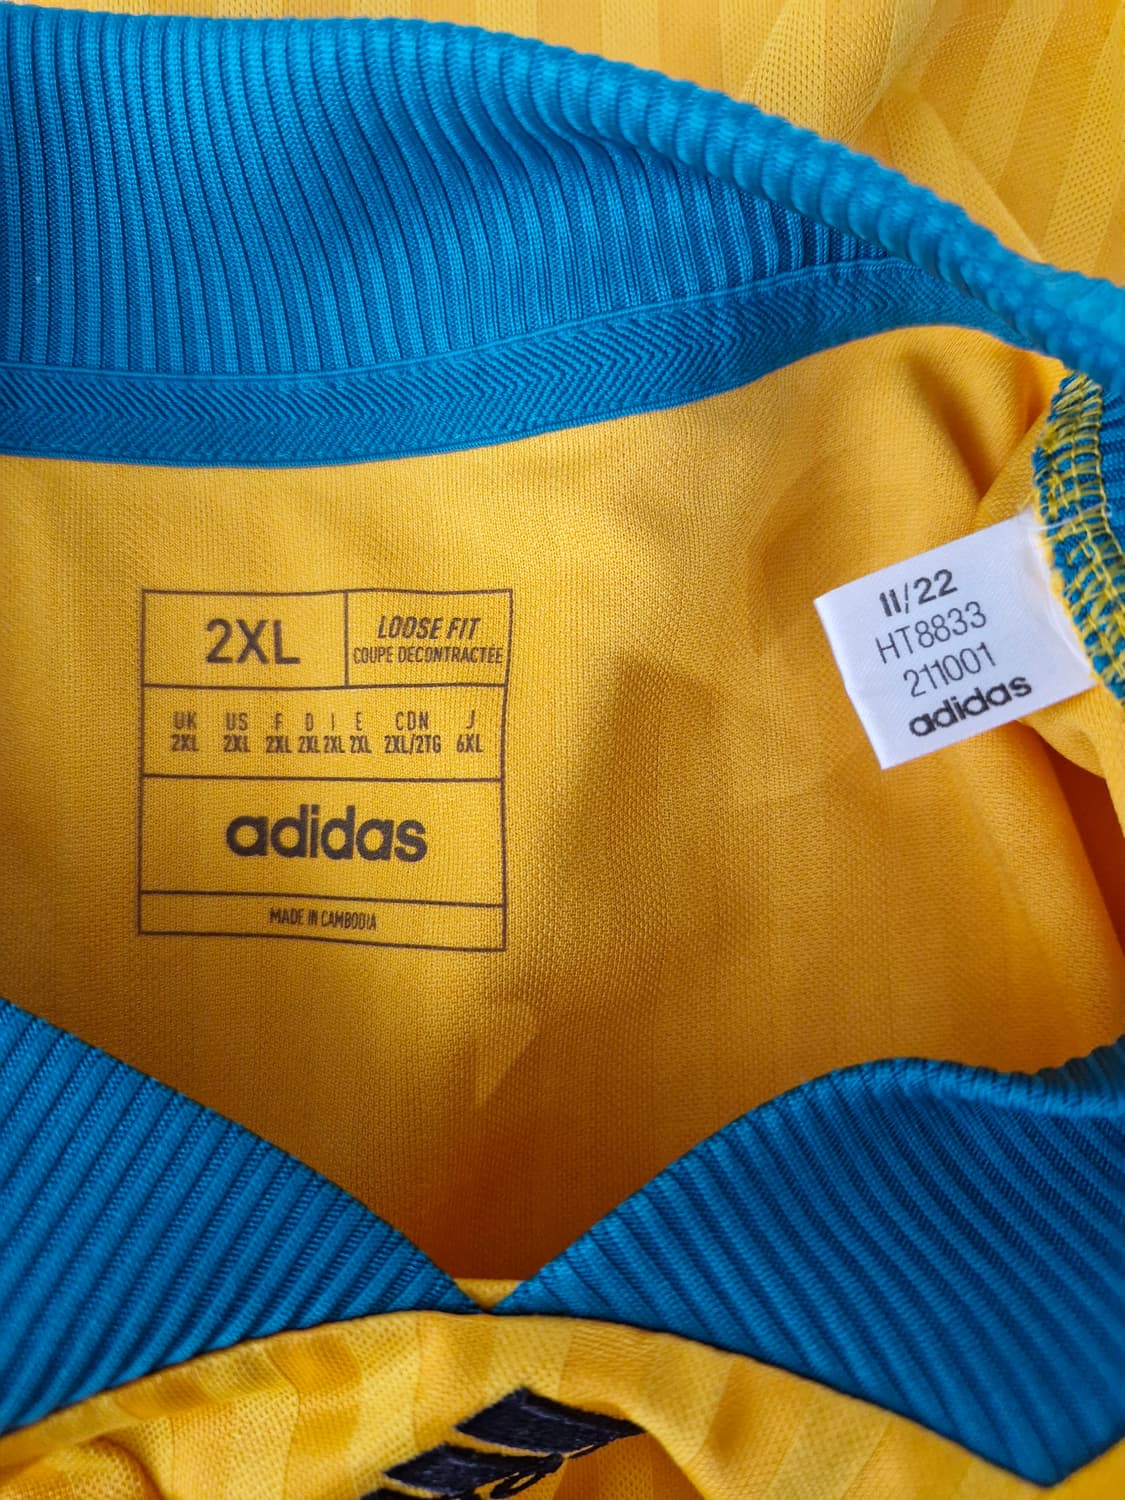 2XL
LOOSE FIT
COUPE DECONTRACTÉE
UK US F D I E CDN J
2XL 2XL 2XL 2XL 2XL 2XL 2XL/2TG 6XL
adidas
MADE IN CAMBODIA
11/22
HT8833
211001
adidas